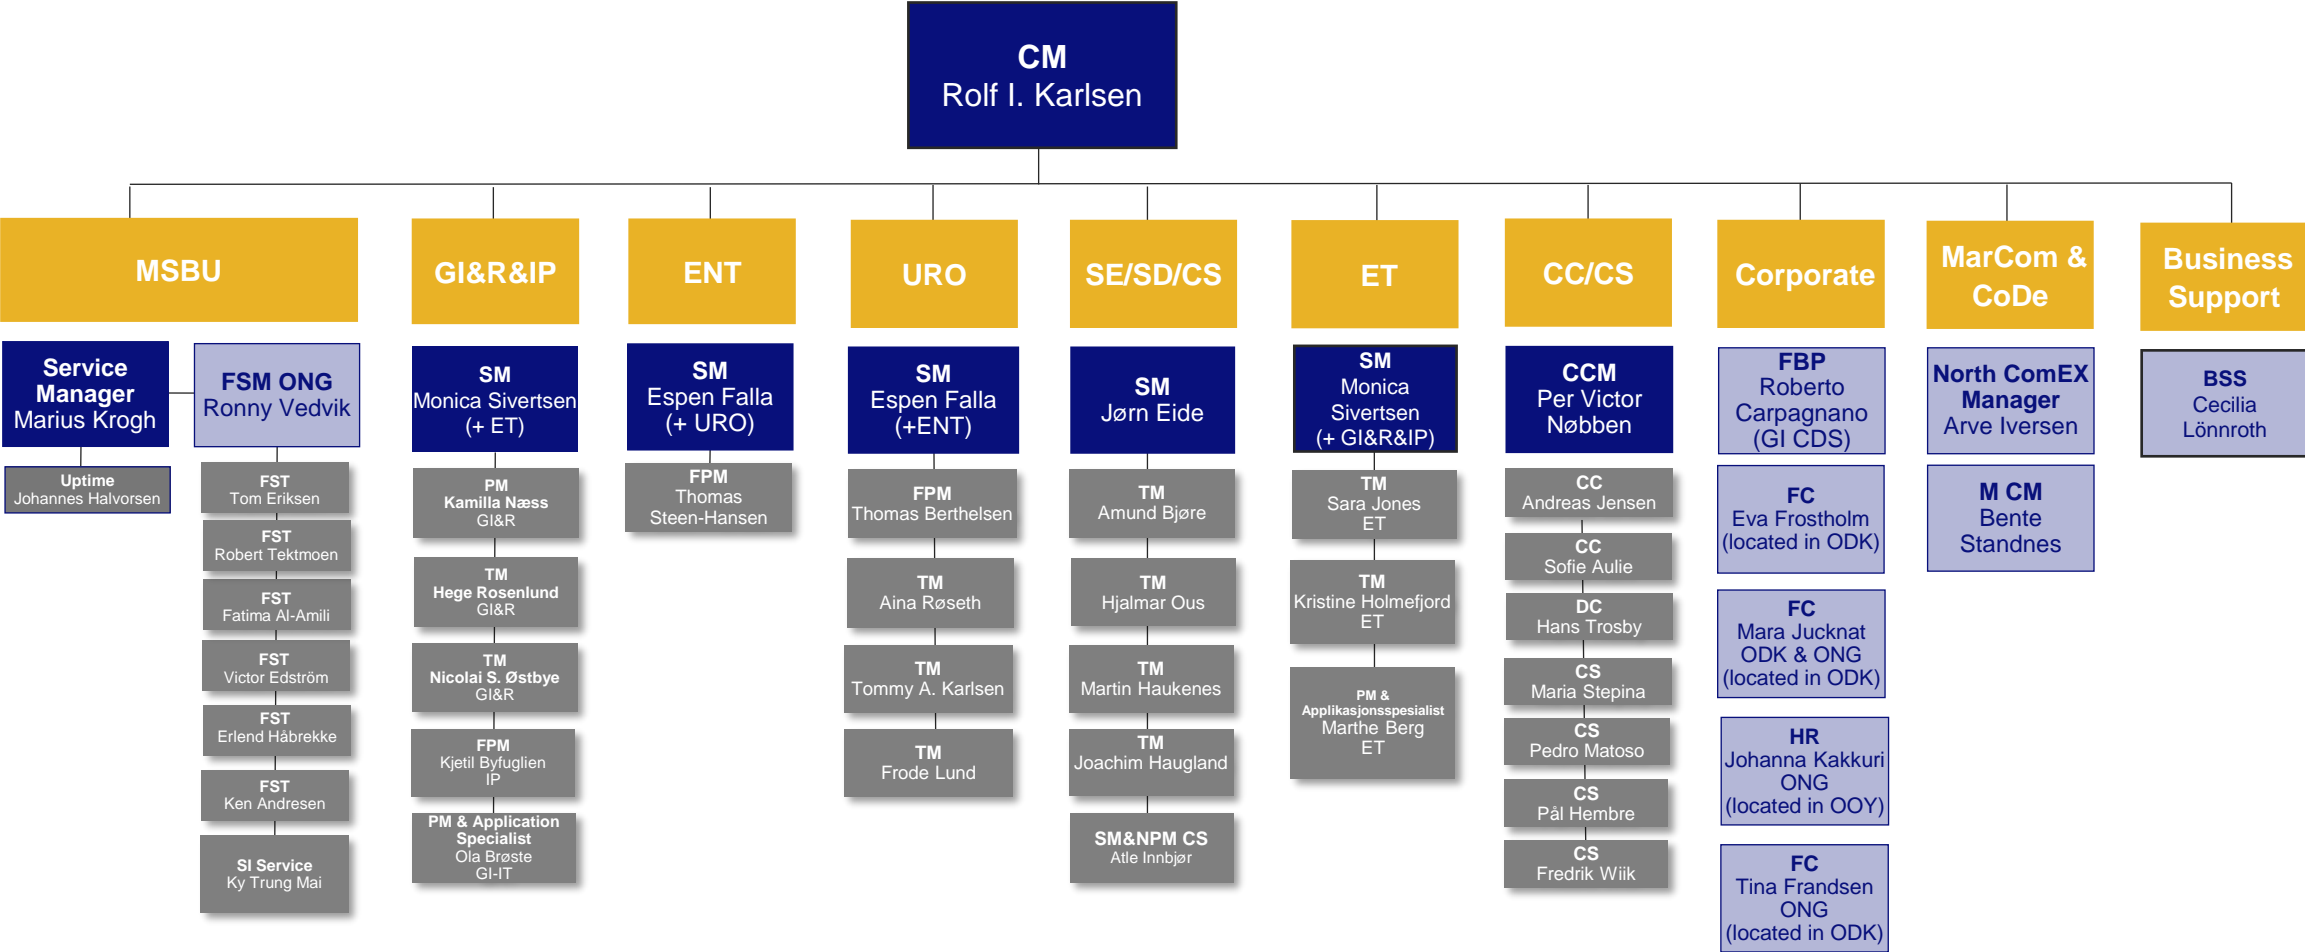 CM
Rolf I. Karlsen
MSBU
Service
Manager
Marius Krogh
FSM ONG
Ronny Vedvik
Uptime
Johannes Halvorsen
FST
Tom Eriksen
FST
Robert Tektmoen
FST
Fatima Al-Amili
FST
Victor Edström
FST
Erlend Håbrekke
FST
Ken Andresen
SI Service
Ky Trung Mai
GI&R&IP
SM
Monica Sivertsen
(+ ET)
PM
Kamilla Næss
GI&R
TM
Hege Rosenlund
GI&R
TM
Nicolai S. Østbye
GI&R
FPM
Kjetil Byfuglien
IP
PM & Application
Specialist
Ola Brøste
GI-IT
ENT
SM
Espen Falla
(+ URO)
FPM
Thomas
Steen-Hansen
URO
SM
Espen Falla
(+ENT)
FPM
Thomas Berthelsen
TM
Aina Røseth
TM
Tommy A. Karlsen
TM
Frode Lund
SE/SD/CS
SM
Jørn Eide
TM
Amund Bjøre
TM
Hjalmar Ous
TM
Martin Haukenes
TM
Joachim Haugland
SM&NPM CS
Atle Innbjør
ET
SM
Monica
Sivertsen
(+ GI&R&IP)
TM
Sara Jones
ET
TM
Kristine Holmefjord
ET
PM &
Applikasjonsspesialist
Marthe Berg
ET
CC/CS
CCM
Per Victor
Nøbben
CC
Andreas Jensen
CC
Sofie Aulie
DC
Hans Trosby
CS
Maria Stepina
CS
Pedro Matoso
CS
Pål Hembre
CS
Fredrik Wiik
Corporate
FBP
Roberto
Carpagnano
(GI CDS)
FC
Eva Frostholm
(located in ODK)
FC
Mara Jucknat
ODK & ONG
(located in ODK)
HR
Johanna Kakkuri
ONG
(located in OOY)
FC
Tina Frandsen
ONG
(located in ODK)
MarCom &
CoDe
North ComEX
Manager
Arve Iversen
M CM
Bente
Standnes
Business
Support
BSS
Cecilia
Lönnroth